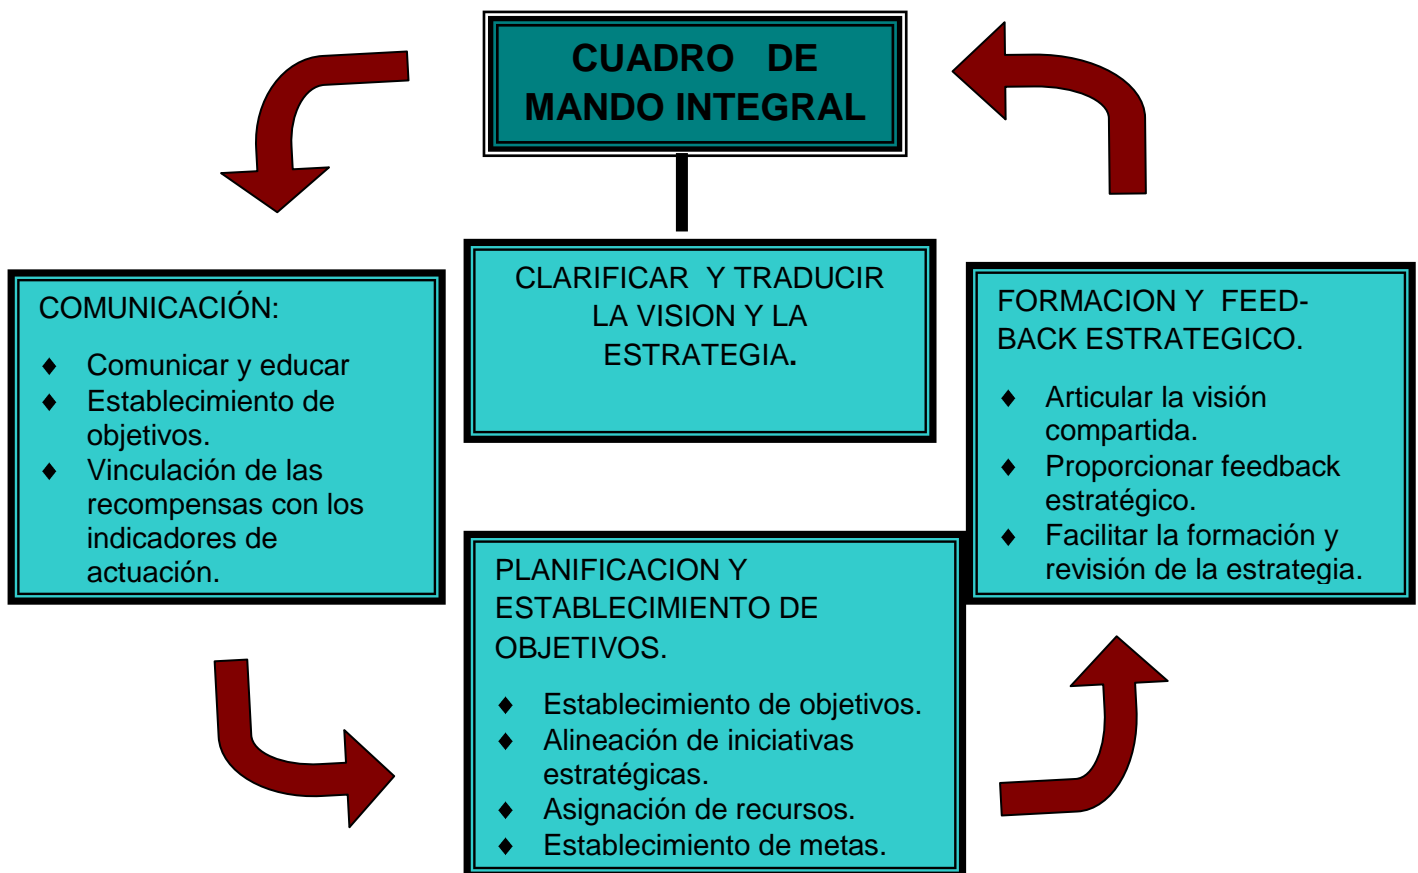 CUADRO DE
MANDO INTEGRAL
CLARIFICAR Y TRADUCIR
LA VISION Y LA
ESTRATEGIA.
COMUNICACIÓN:
♦ Comunicar y educar
♦ Establecimiento de
objetivos.
♦ Vinculación de las
recompensas con los
indicadores de
actuación.
PLANIFICACION Y
ESTABLECIMIENTO DE
OBJETIVOS.
♦ Establecimiento de objetivos.
♦ Alineación de iniciativas
estratégicas.
♦ Asignación de recursos.
♦ Establecimiento de metas.
FORMACION Y FEED-
BACK ESTRATEGICO.
♦ Articular la visión
compartida.
♦ Proporcionar feedback
estratégico.
♦ Facilitar la formación y
revisión de la estrategia.